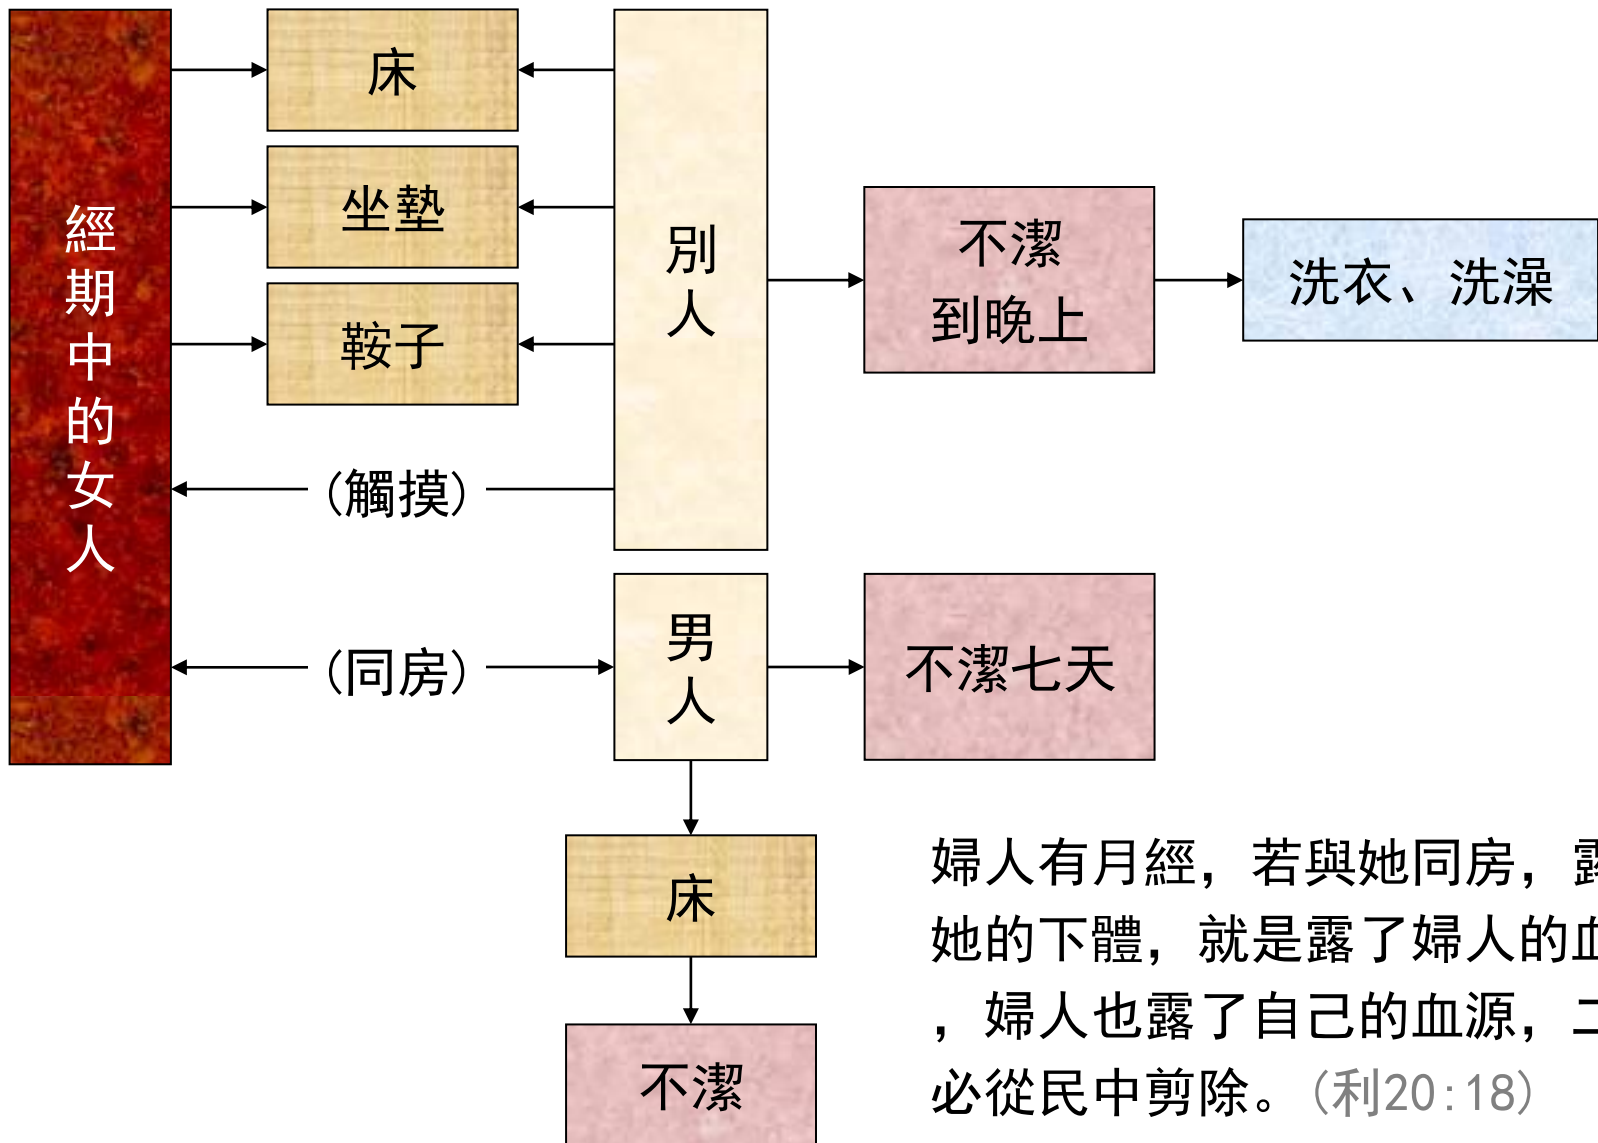 經期中的女人
床
坐墊
鞍子
(觸摸)
(同房)
別人
男人
不潔
到晚上
洗衣、洗澡
不潔七天
床
不潔
婦人有月經，若與她同房，露
她的下體，就是露了婦人的血
，婦人也露了自己的血源，二
必從民中剪除。(利20:18)